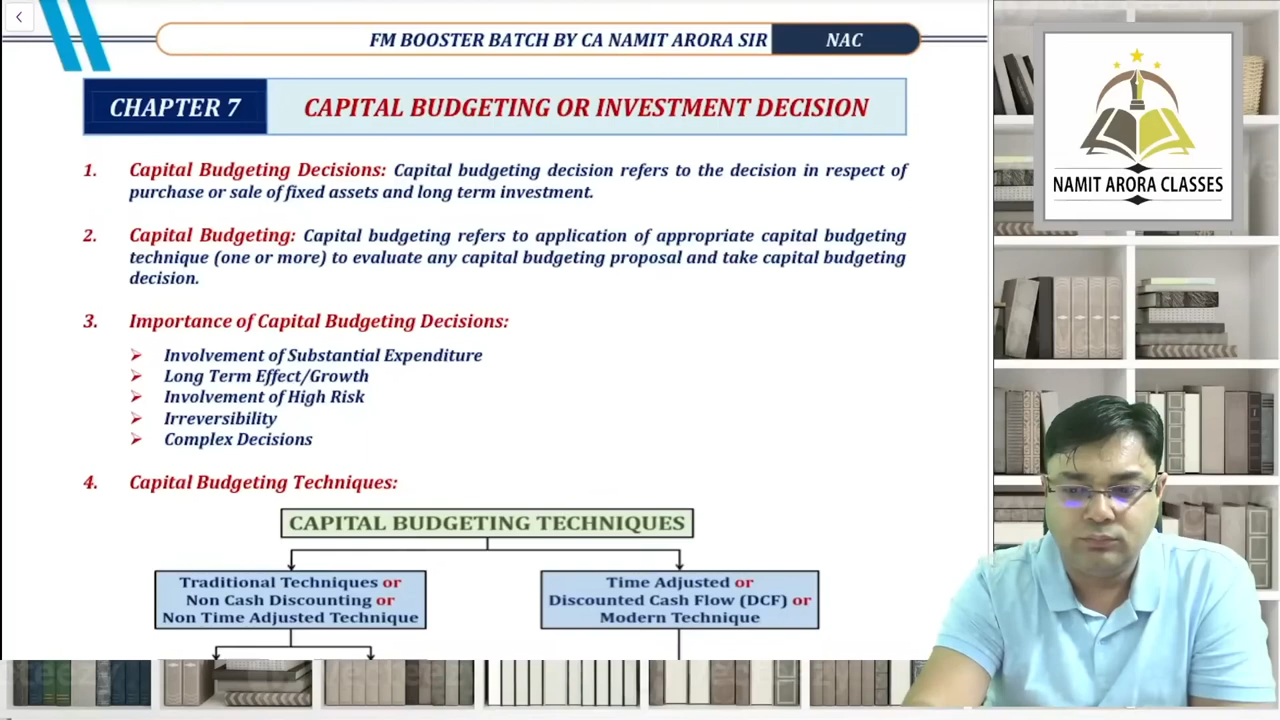 FM BOOSTER BATCH BY CA NAMIT ARORA SIR NAC
CHAPTER 7 CAPITAL BUDGETING OR INVESTMENT DECISION
1. Capital Budgeting Decisions: Capital budgeting decision refers to the decision in respect of
purchase or sale of fixed assets and long term investment.
2. Capital Budgeting: Capital budgeting refers to application of appropriate capital budgeting
technique (one or more) to evaluate any capital budgeting proposal and take capital budgeting
decision.
3. Importance of Capital Budgeting Decisions:
Involvement of Substantial Expenditure
Long Term Effect/Growth
Involvement of High Risk
Irreversibility
Complex Decisions
4. Capital Budgeting Techniques:
CAPITAL BUDGETING TECHNIQUES
Traditional Techniques or
Non Cash Discounting or
Non Time Adjusted Technique
Time Adjusted or
Discounted Cash Flow (DCF) or
Modern Technique
NAMIT ARORA CLASSES